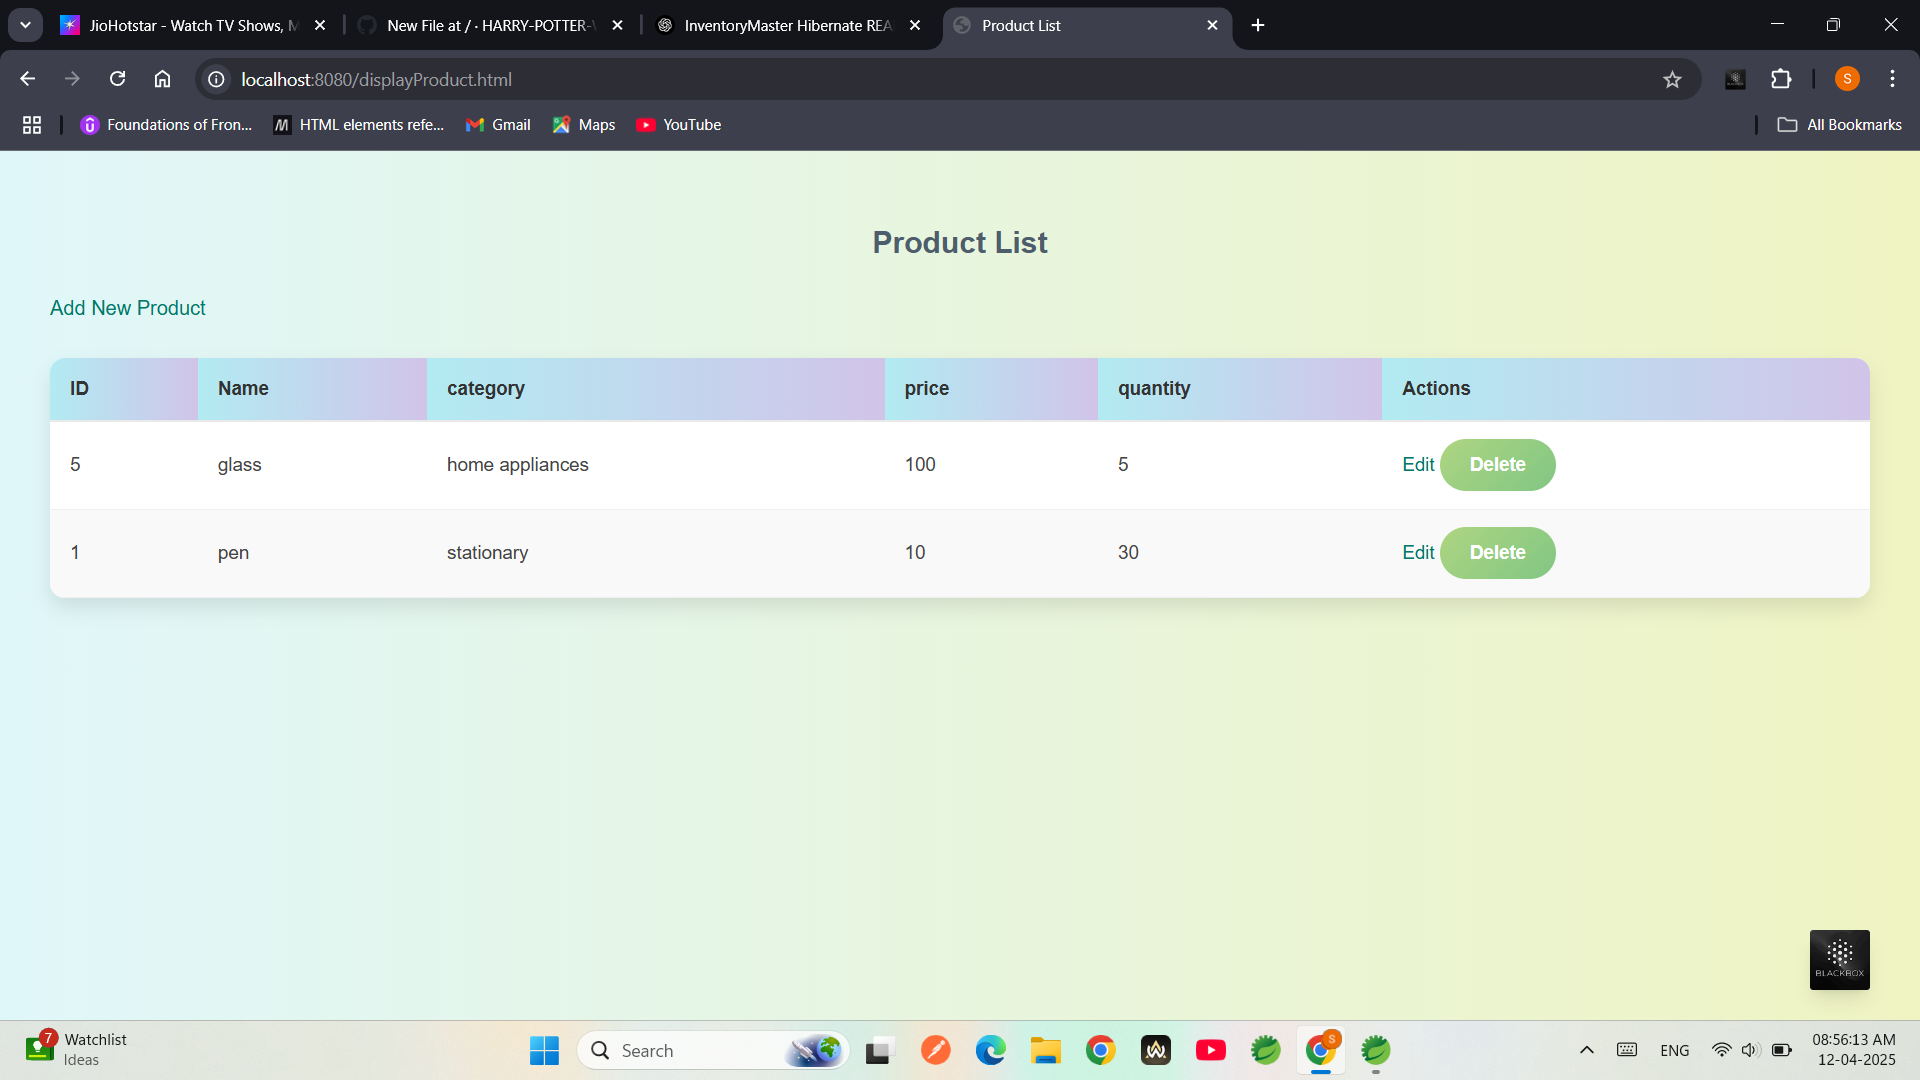 JioHotstar - Watch TV Shows, M
New File at / · HARRY-POTTER-
InventoryMaster Hibernate REA
Product List
localhost:8080/displayProduct.html
S
Foundations of Fron...
HTML elements refe...
Gmail
Maps
YouTube
All Bookmarks
Product List
Add New Product
ID Name category price quantity Actions
5 glass home appliances 100 5 Edit Delete
1 pen stationary 10 30 Edit Delete
BLACKBOX
7
Watchlist
Ideas
Search
S
ENG
08:56:13 AM
12-04-2025